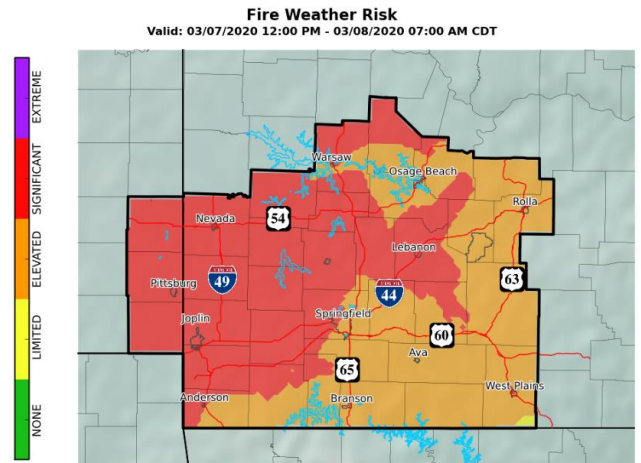 Fire Weather Risk
Valid: 03/07/2020 12:00 PM - 03/08/2020 07:00 AM CDT
EXTREME
SIGNIFICANT
ELEVATED
LIMITED
NONE
Warsaw
Osage Beach
Rolla
Nevada
54
Lebanon
Pittsburg
49
44
63
Joplin
Springfield
60
65
Ava
Anderson
Branson
West Plains